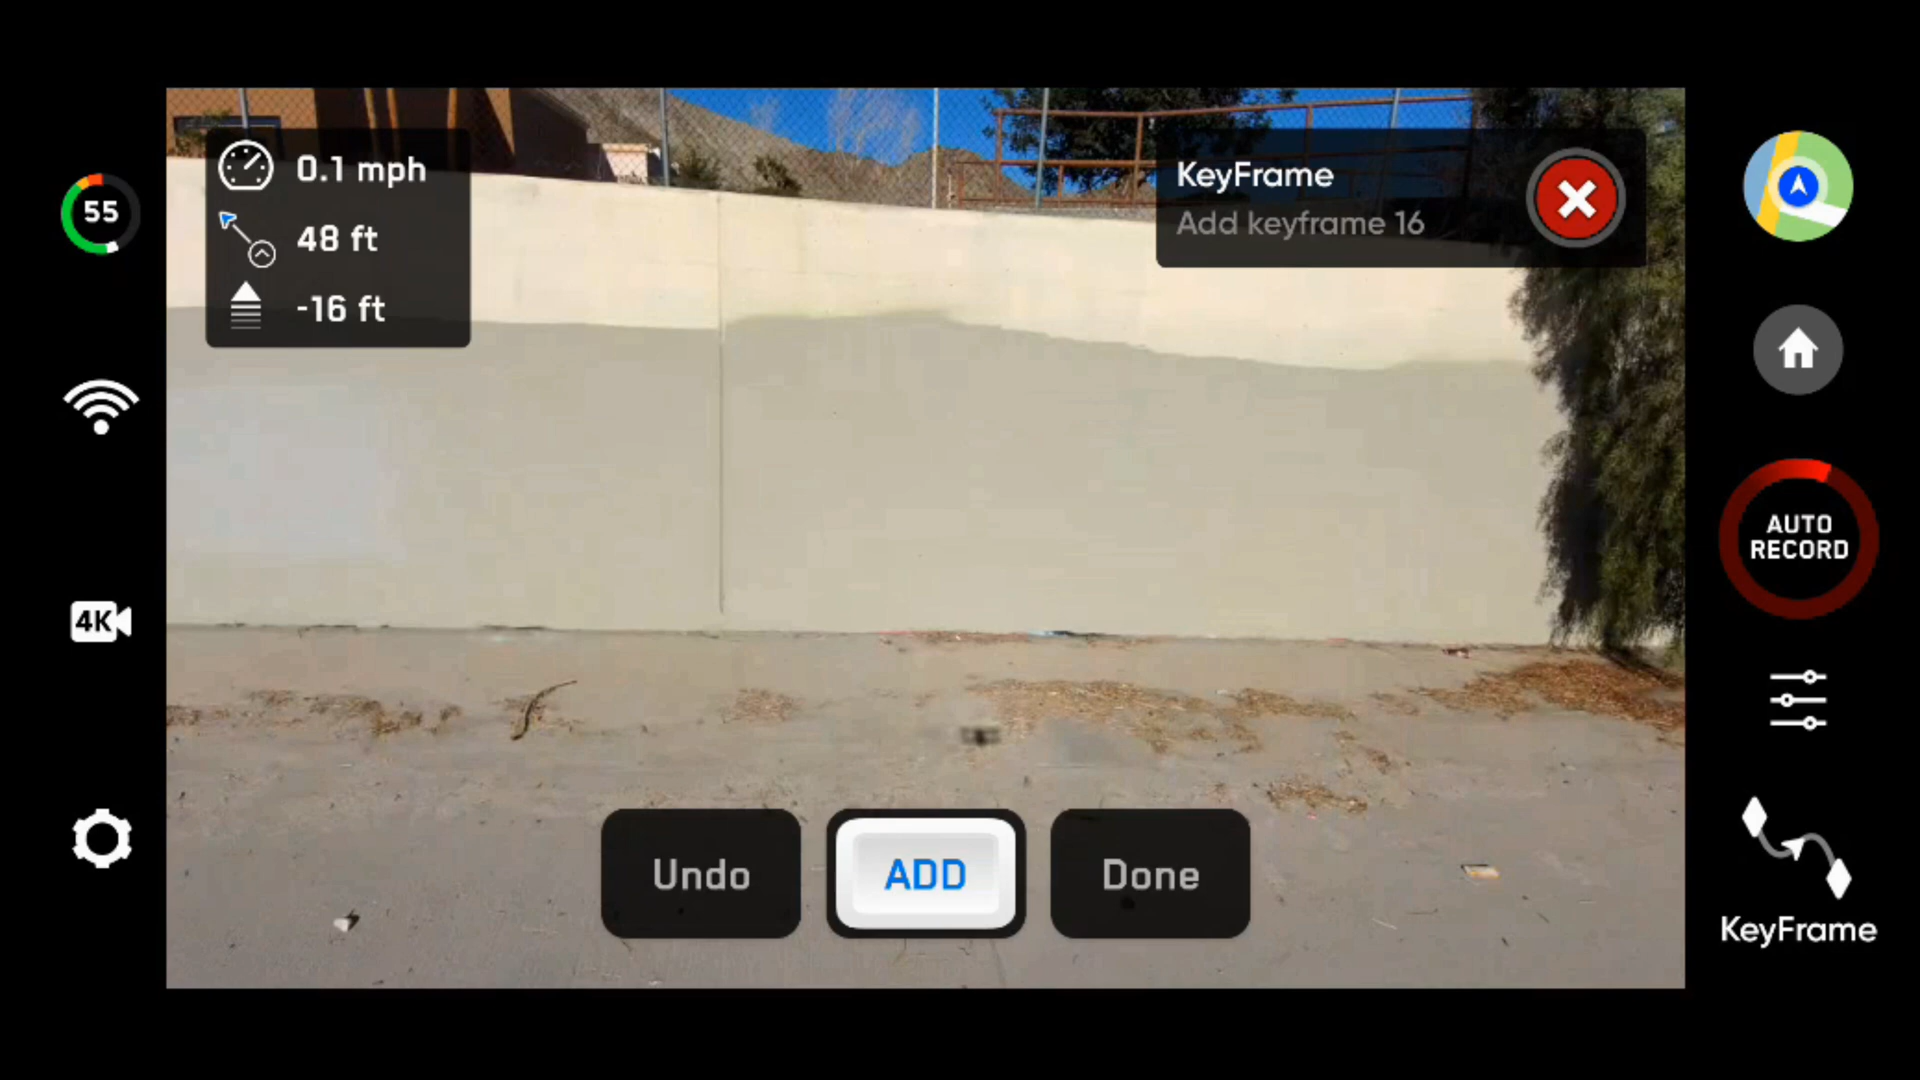 55
0.1 mph
48 ft
-16 ft
KeyFrame
Add keyframe 16
4K
AUTO
RECORD
Undo
ADD
Done
KeyFrame